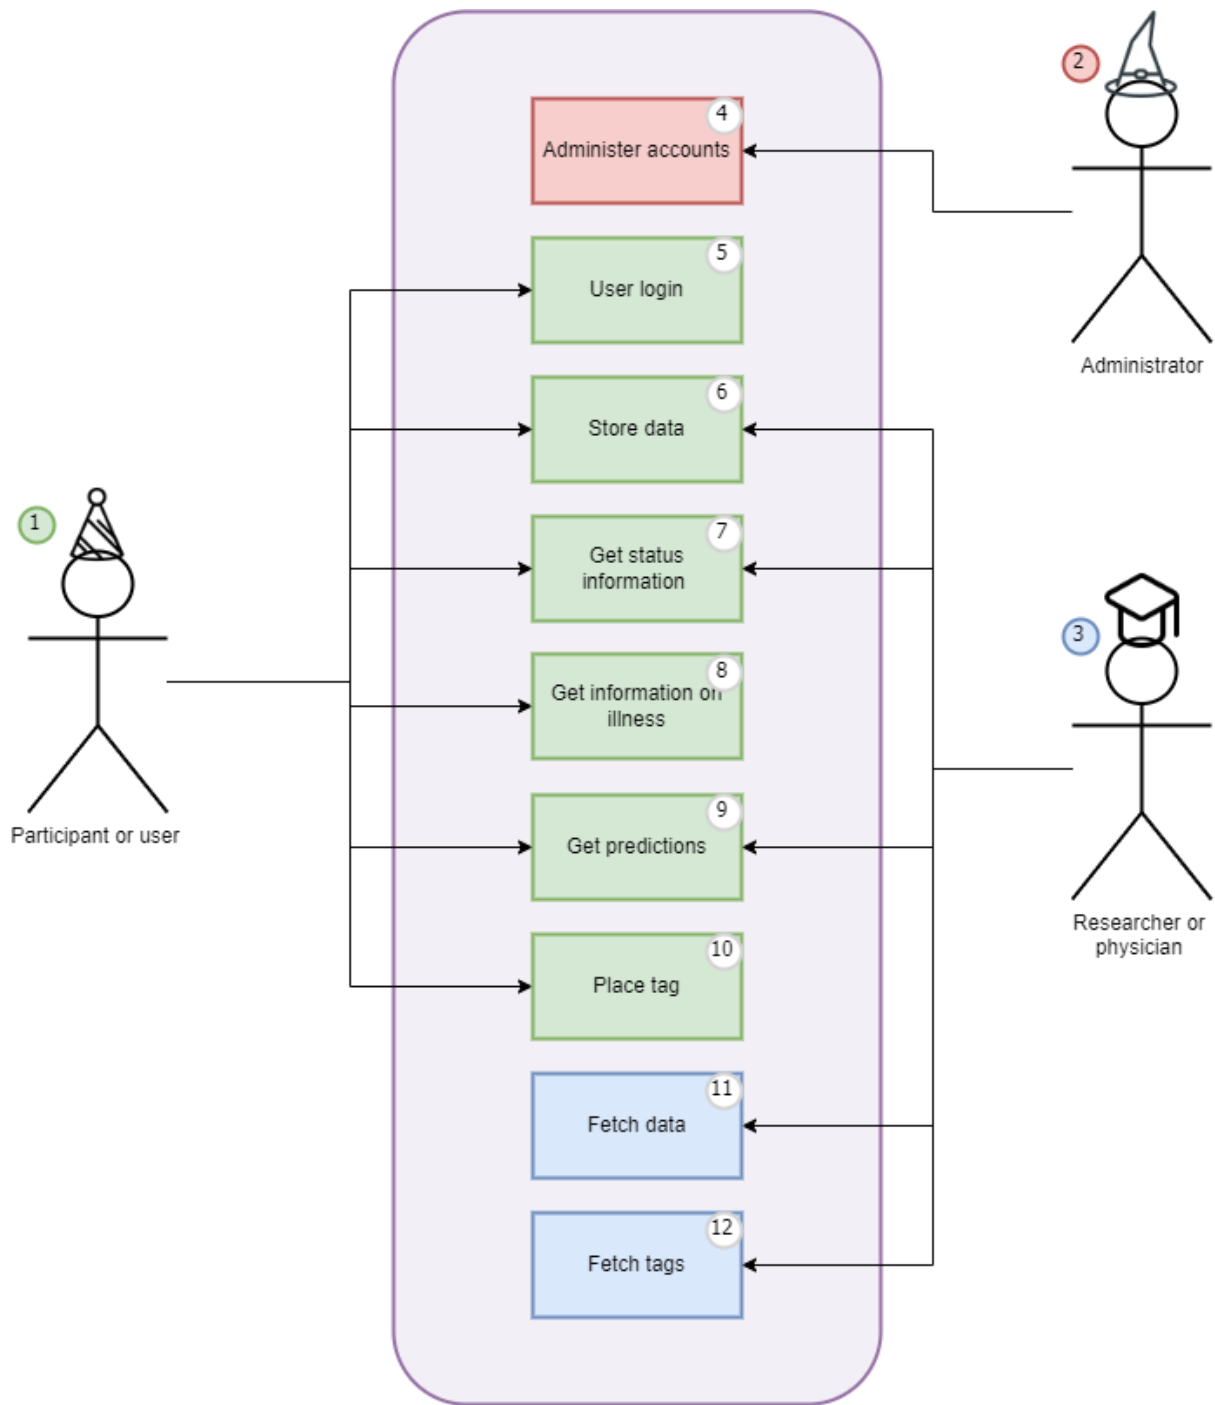 2
4
Administer accounts
5
User login
Administrator
6
Store data
1
7
Get status
information
3
8
Get information on
illness
9
Get predictions
Participant or user
Researcher or
physician
10
Place tag
11
Fetch data
12
Fetch tags